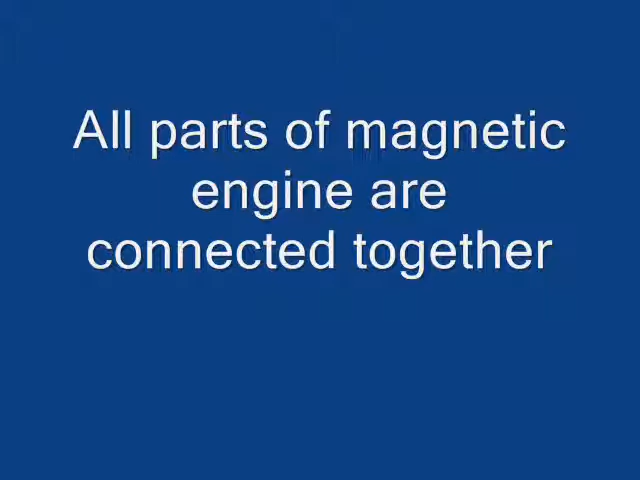 All parts of magnetic
engine are
connected together